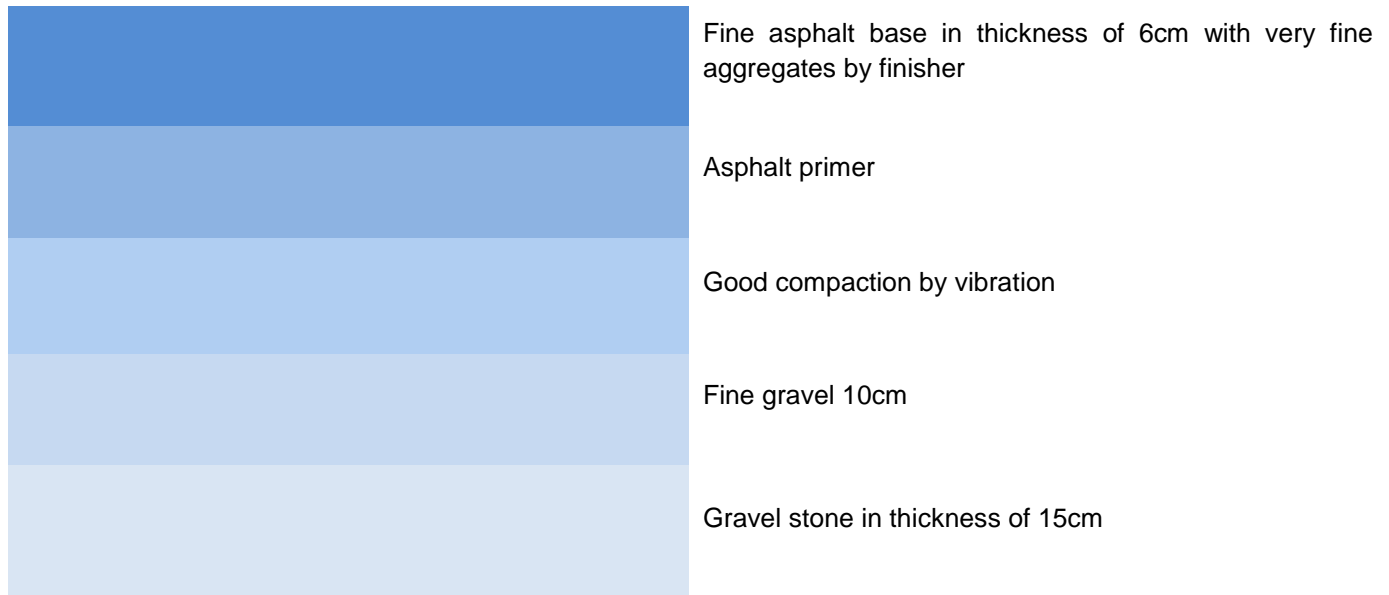 Fine asphalt base in thickness of 6cm with very fine
aggregates by finisher
Asphalt primer
Good compaction by vibration
Fine gravel 10cm
Gravel stone in thickness of 15cm